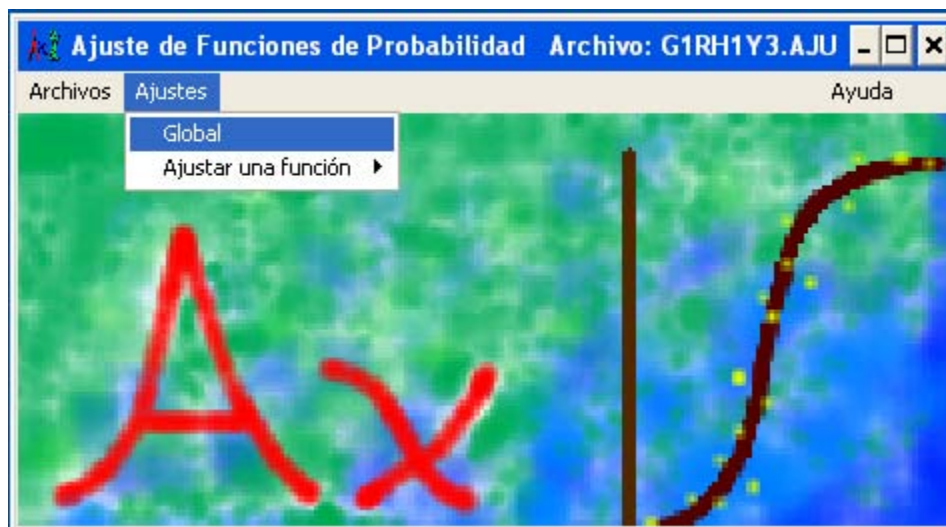 Ajuste de Funciones de Probabilidad Archivo: G1RH1Y3.AJU
Archivos Ajustes Ayuda
Global
Ajustar una función
Ax